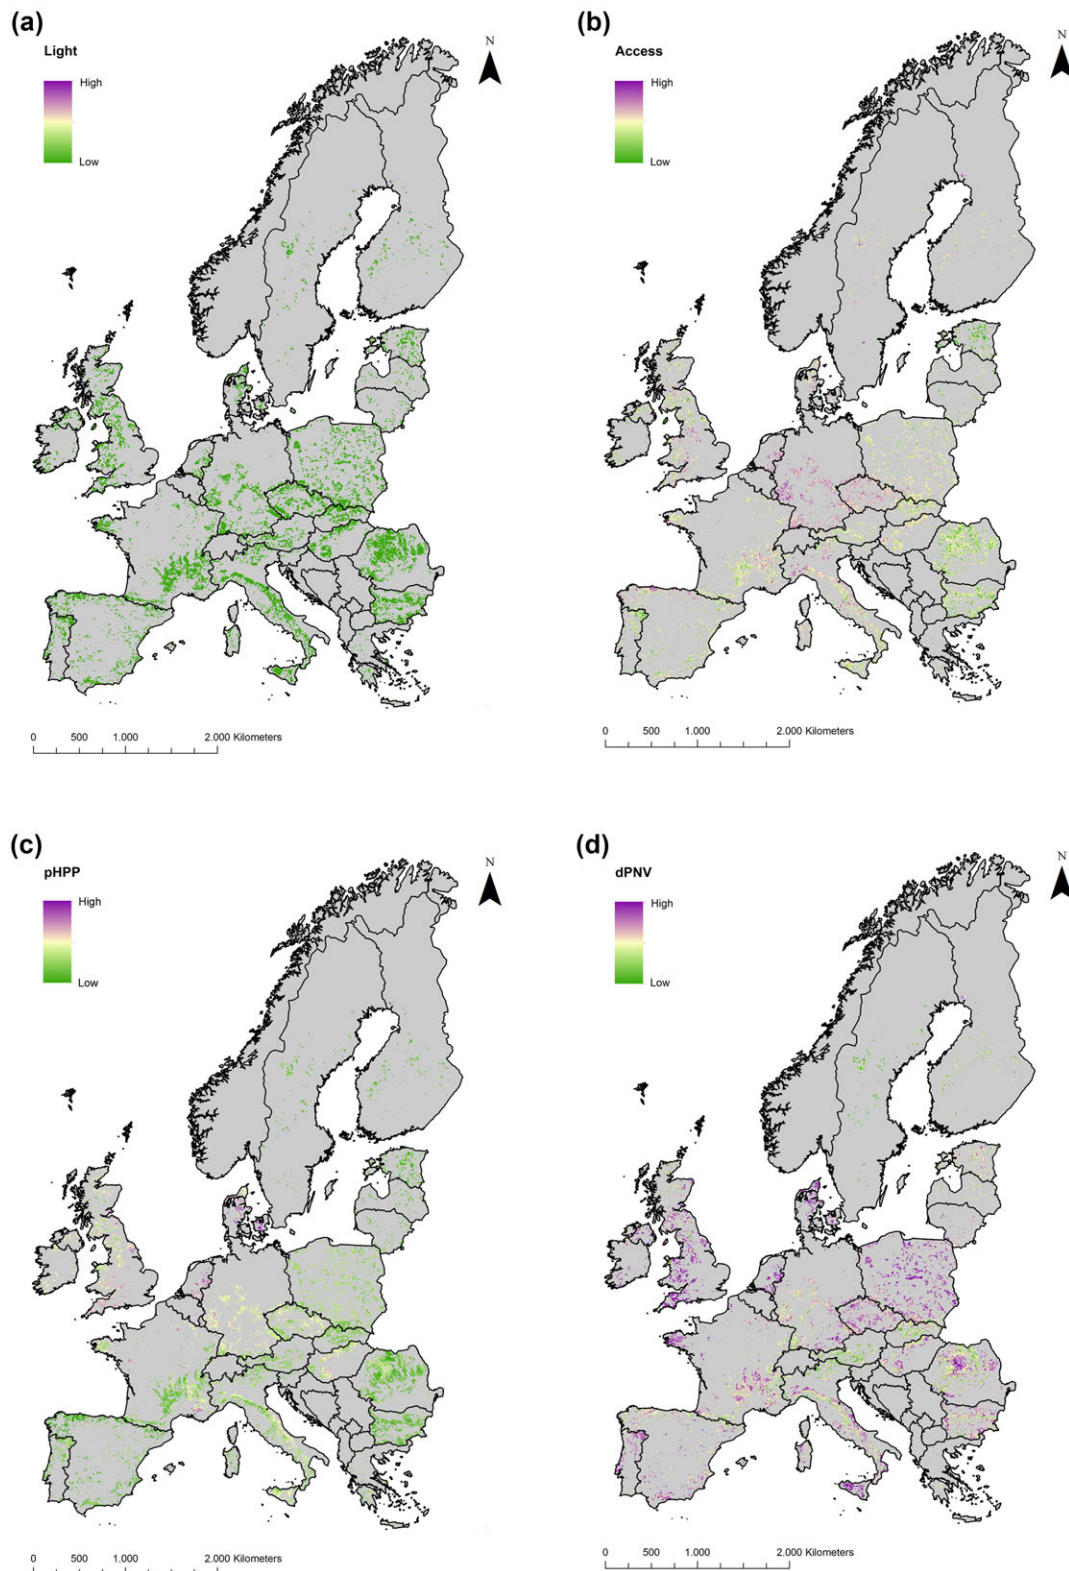 (a)
Light
High
Low
N
0 500 1.000 2.000 Kilometers
(b)
Access
High
Low
N
0 500 1.000 2.000 Kilometers
(c)
pHPP
High
Low
N
0 500 1.000 2.000 Kilometers
(d)
dPNV
High
Low
N
0 500 1.000 2.000 Kilometers